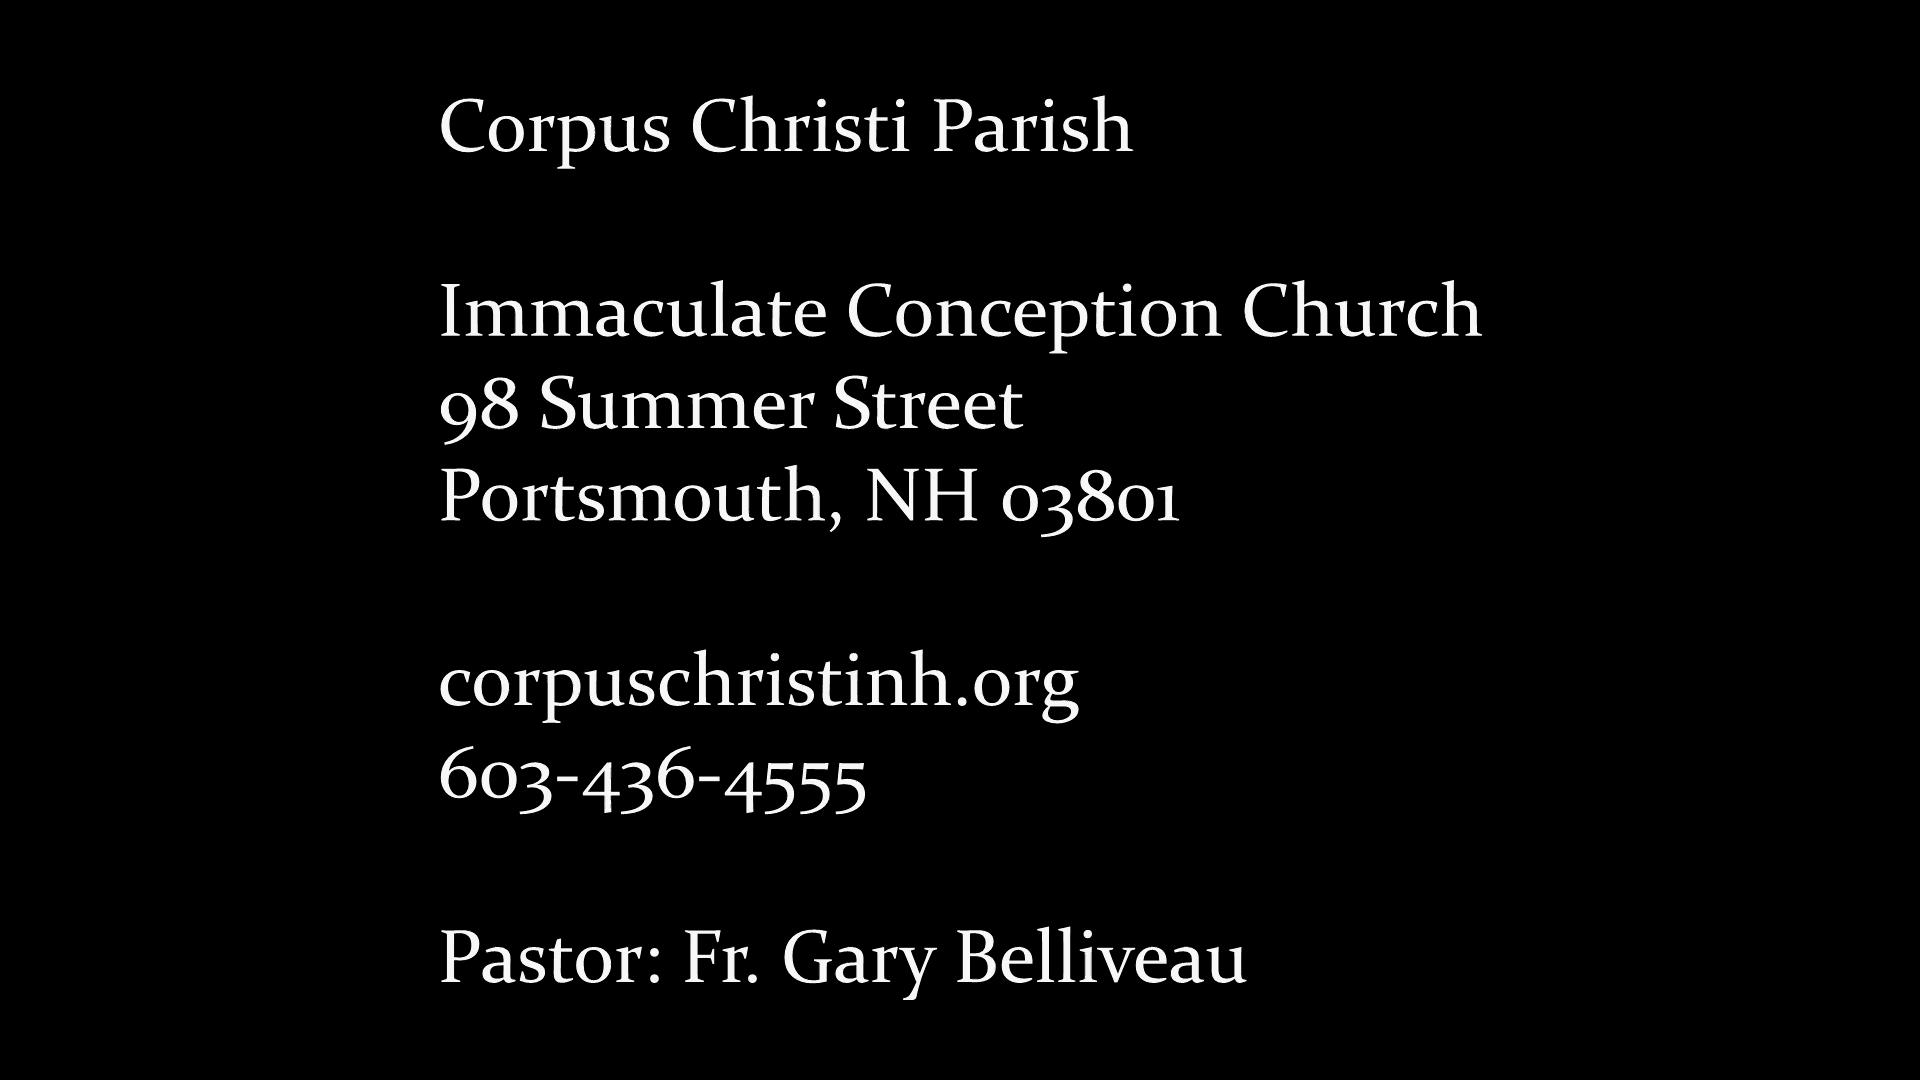 Corpus Christi Parish
Immaculate Conception Church
98 Summer Street
Portsmouth, NH 03801
corpuschristinh.org
603-436-4555
Pastor: Fr. Gary Belliveau